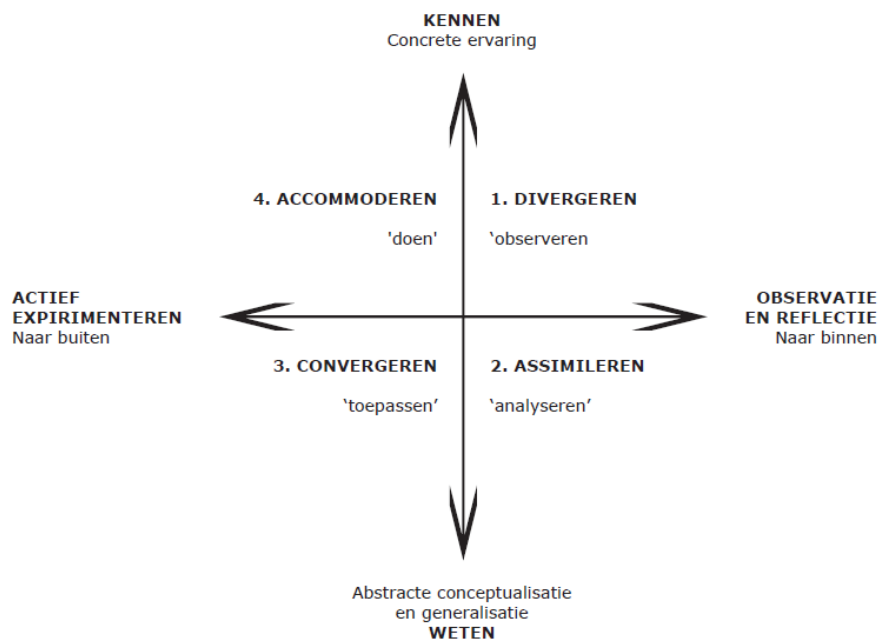 KENNEN
Concrete ervaring
4. ACCOMMODEREN
1. DIVERGEREN
'doen'
‘observeren
ACTIEF
EXPIRIMENTEREN
Naar buiten
OBSERVATIE
EN REFLECTIE
Naar binnen
3. CONVERGEREN
2. ASSIMILEREN
‘toepassen’
‘analyseren’
Abstracte conceptualisatie
en generalisatie
WETEN